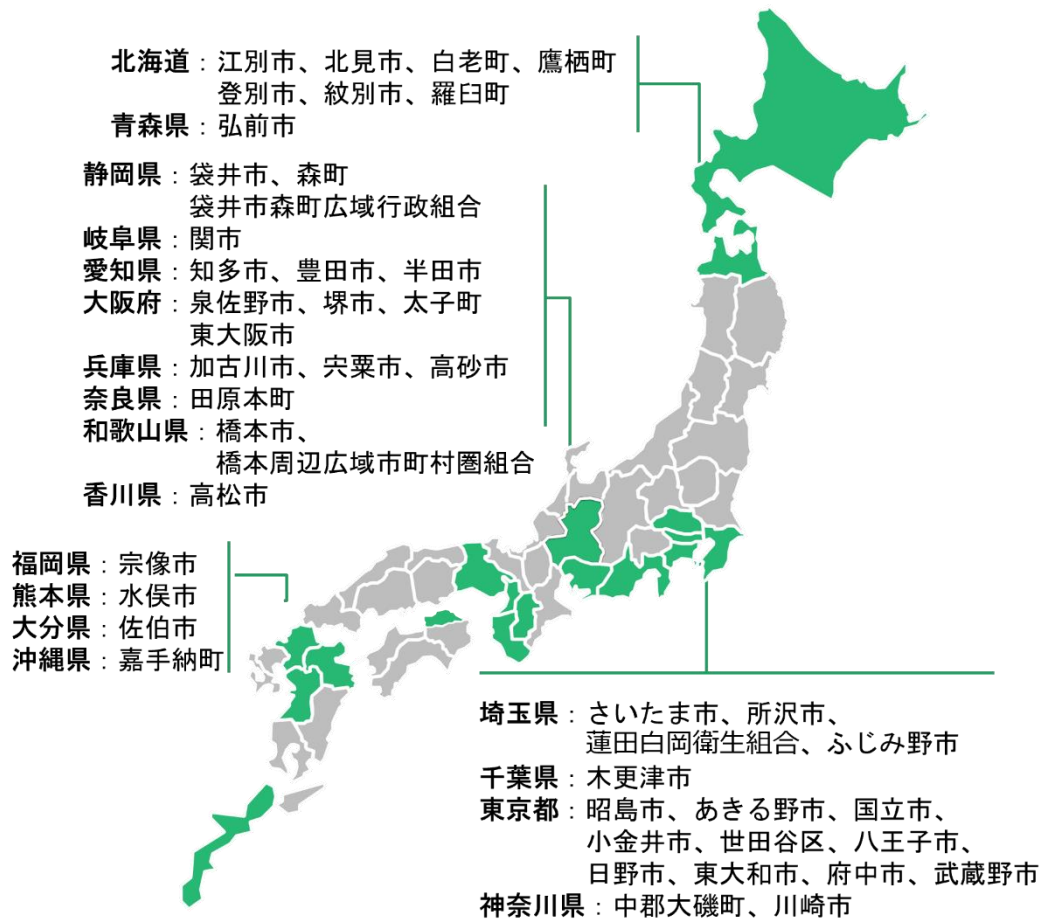 北海道：江別市、北見市、白老町、鷹栖町
登別市、紋別市、羅臼町
青森県：弘前市
静岡県：袋井市、森町
袋井市森町広域行政組合
岐阜県：関市
愛知県：知多市、豊田市、半田市
大阪府：泉佐野市、堺市、太子町
東大阪市
兵庫県：加古川市、宍粟市、高砂市
奈良県：田原本町
和歌山県：橋本市、
橋本周辺広域市町村圏組合
香川県：高松市
福岡県：宗像市
熊本県：水俣市
大分県：佐伯市
沖縄県：嘉手納町
埼玉県：さいたま市、所沢市、
蓮田白岡衛生組合、ふじみ野市
千葉県：木更津市
東京都：昭島市、あきる野市、国立市、
小金井市、世田谷区、八王子市、
日野市、東大和市、府中市、武蔵野市
神奈川県：中郡大磯町、川崎市